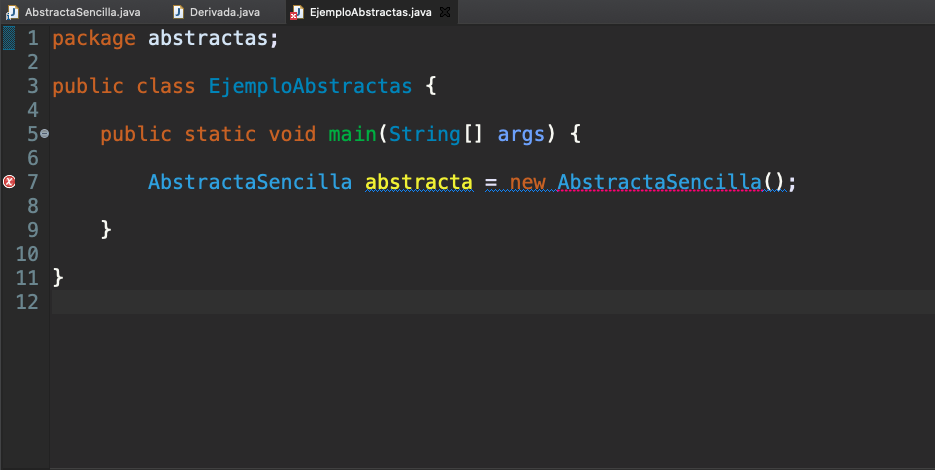 AbstractaSencilla.java Derivada.java EjemploAbstractas.java
1 package abstractas;
2
3 public class EjemploAbstractas {
4
5 public static void main(String[] args) {
6
7 AbstractaSencilla abstracta = new AbstractaSencilla();
8
9 }
10
11 }
12